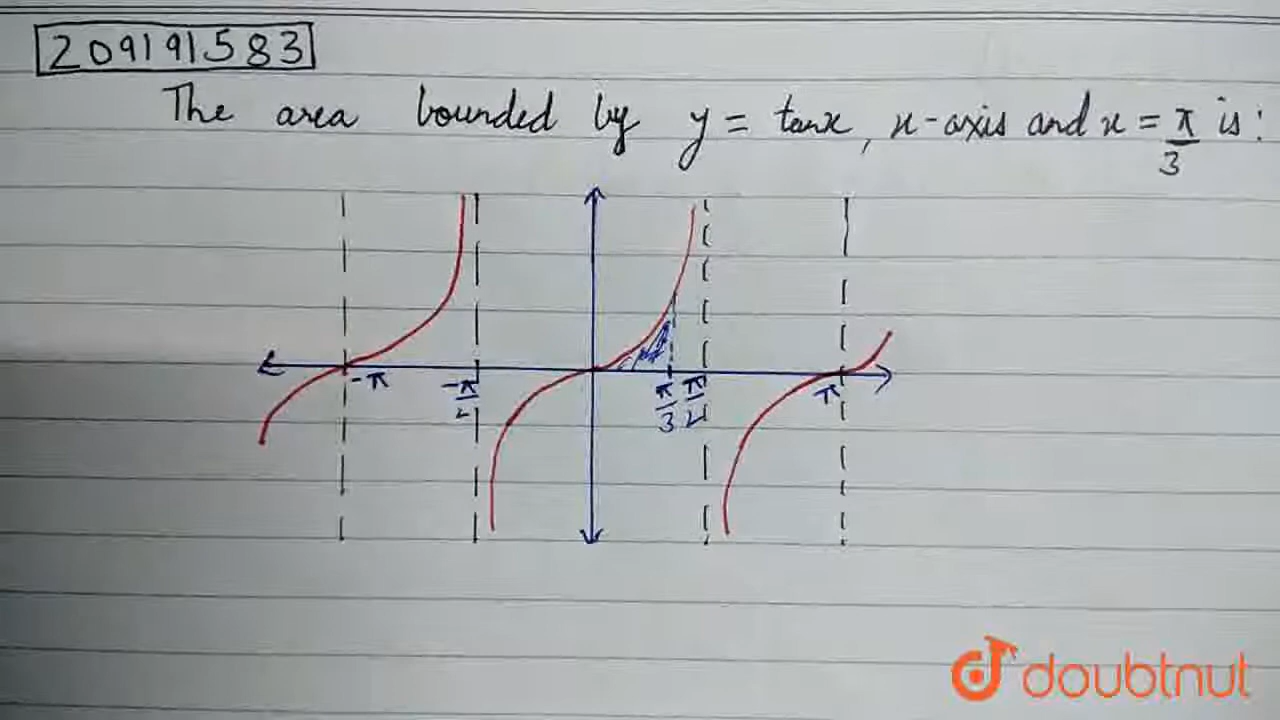 209191583
The area bounded by y = tanx, x-axis and x = π/3 is:
-π
-π/2
π/3
π/2
π
doubtnut